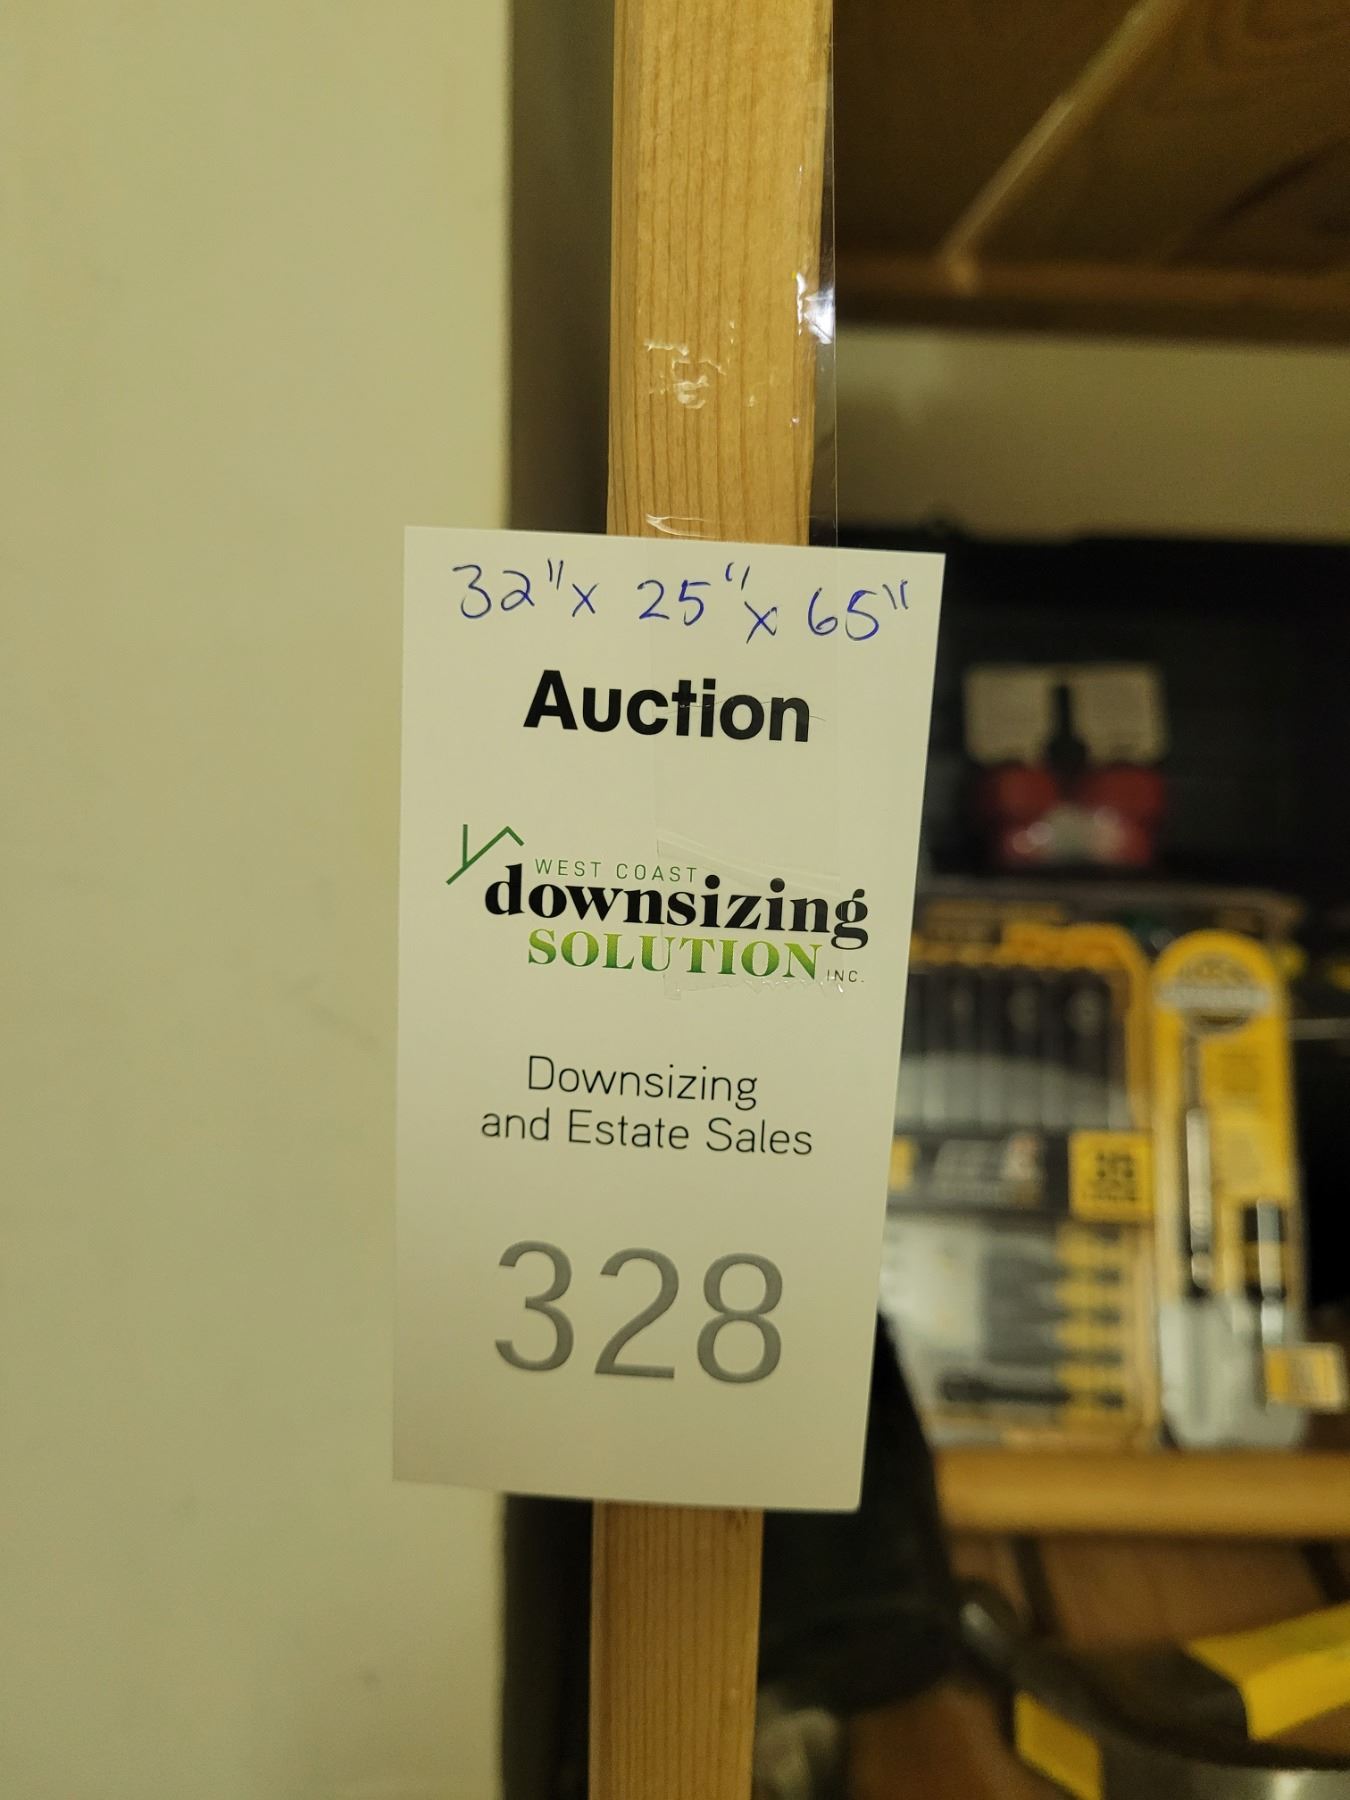 32" x 25" x 65"
Auction
WEST COAST
downsizing
SOLUTION INC.
Downsizing
and Estate Sales
328